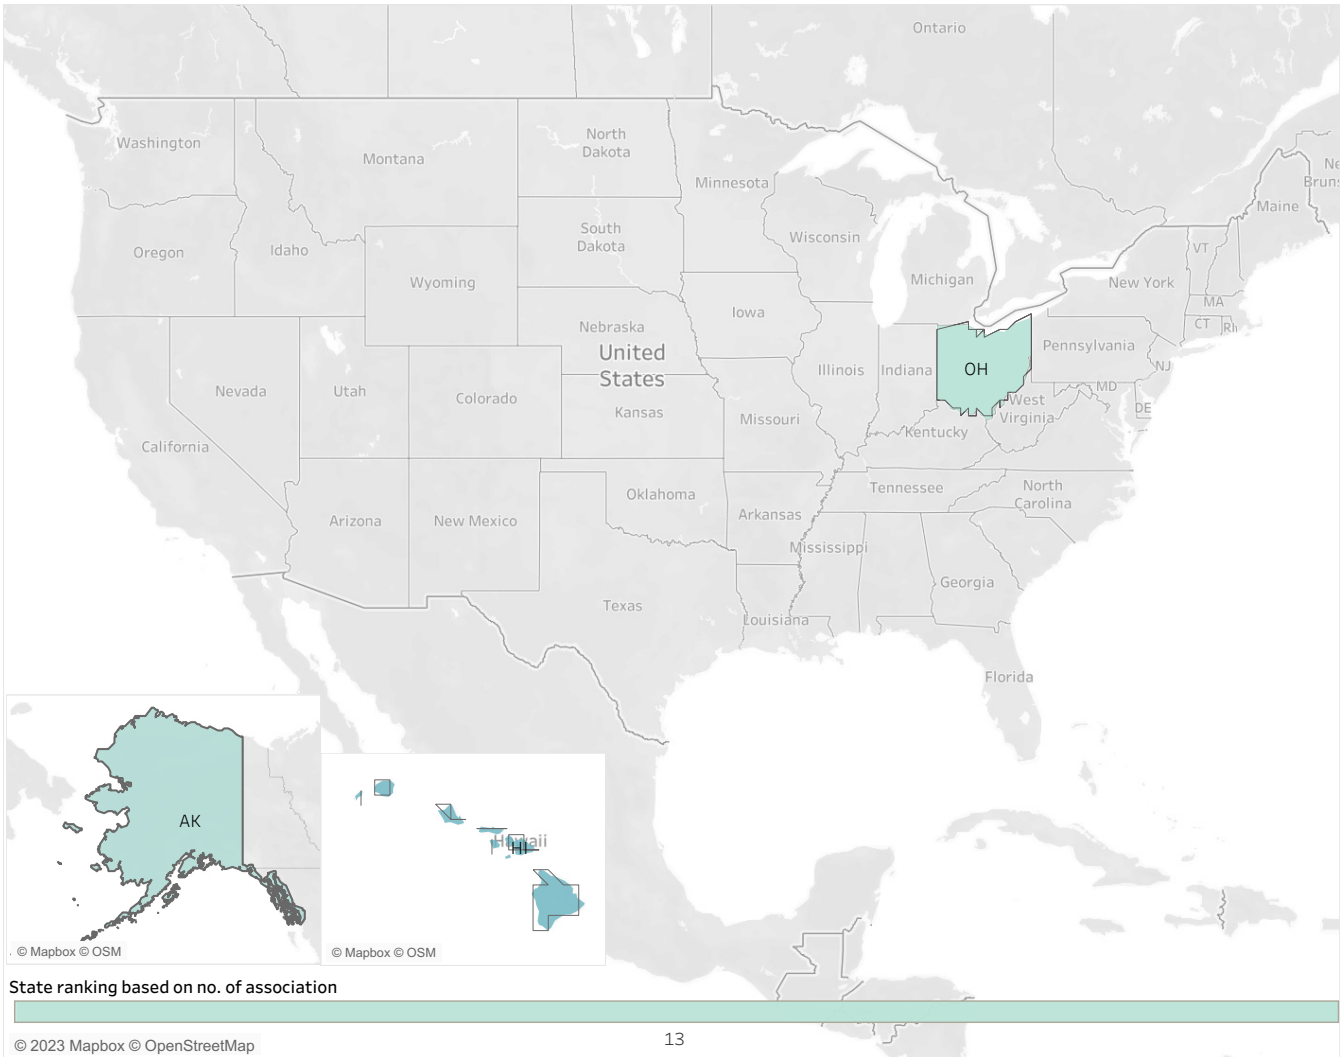 Ontario
Washington
Montana
North
Dakota
Minnesota
Ne
Bruns
Maine
Oregon
Idaho
South
Dakota
Wisconsin
VT
Wyoming
Michigan
New York
MA
Iowa
CT
RI
Nebraska
United
States
Pennsylvania
Nevada
Utah
Colorado
Illinois
Indiana
OH
NJ
MD
Kansas
West
Virginia
DE
Missouri
California
Kentucky
Oklahoma
Tennessee
North
Carolina
Arizona
New Mexico
Arkansas
Mississippi
Georgia
Texas
Louisiana
Florida
AK
Hawaii
HI
© Mapbox © OSM
© Mapbox © OSM
State ranking based on no. of association
13
© 2023 Mapbox © OpenStreetMap